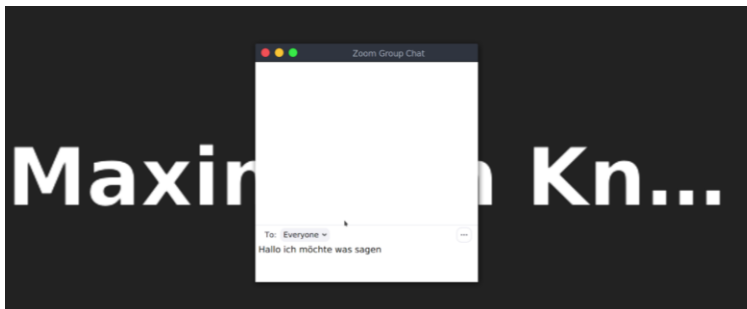 Zoom Group Chat
Maxi
n Kn...
To: Everyone
Hallo ich möchte was sagen